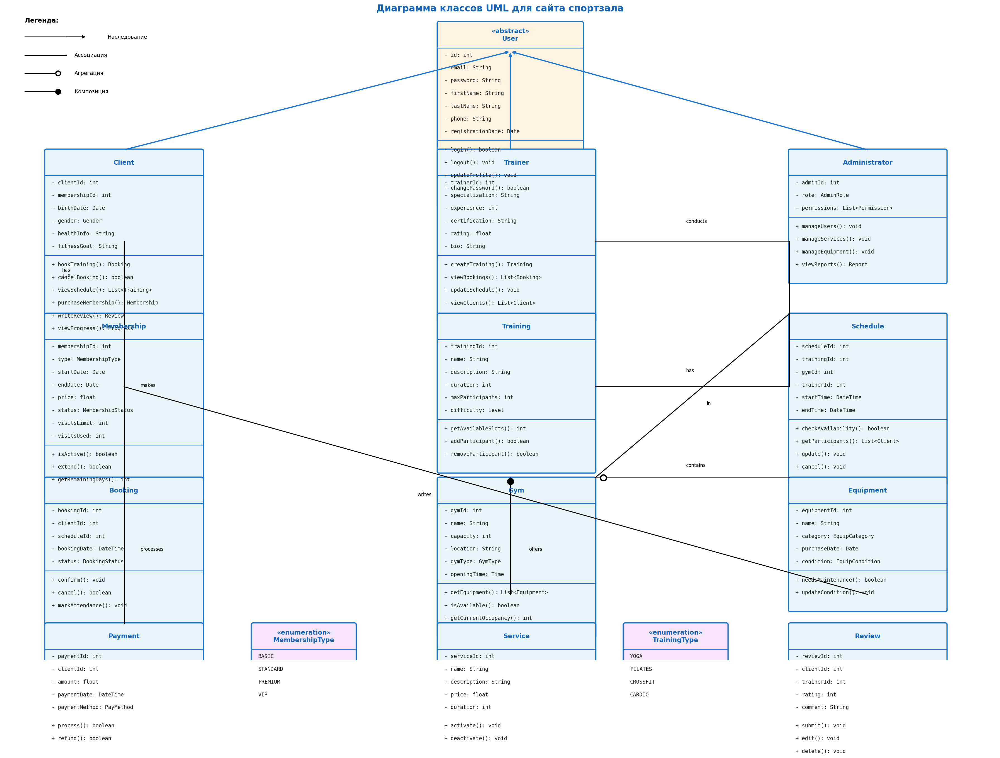 Диаграмма классов UML для сайта спортзала
Легенда:
Наследование
Ассоциация
Агрегация
Композиция
«abstract»
User
- id: int
- email: String
- password: String
- firstName: String
- lastName: String
- phone: String
- registrationDate: Date
+ login(): boolean
+ logout(): void
+ updateProfile(): void
+ changePassword(): boolean
Client
- clientId: int
- membershipId: int
- birthDate: Date
- gender: Gender
- healthInfo: String
- fitnessGoal: String
+ bookTraining(): Booking
+ cancelBooking(): boolean
+ viewSchedule(): List<Training>
+ purchaseMembership(): Membership
+ writeReview(): Review
+ viewProgress(): Progress
has
1..*
Trainer
- trainerId: int
- specialization: String
- experience: int
- certification: String
- rating: float
- bio: String
+ createTraining(): Training
+ viewBookings(): List<Booking>
+ updateSchedule(): void
+ viewClients(): List<Client>
conducts
Administrator
- adminId: int
- role: AdminRole
- permissions: List<Permission>
+ manageUsers(): void
+ manageServices(): void
+ manageEquipment(): void
+ viewReports(): Report
Membership
- membershipId: int
- type: MembershipType
- startDate: Date
- endDate: Date
- price: float
- status: MembershipStatus
- visitsLimit: int
- visitsUsed: int
+ isActive(): boolean
+ extend(): boolean
+ getRemainingDays(): int
makes
Training
- trainingId: int
- name: String
- description: String
- duration: int
- maxParticipants: int
- difficulty: Level
+ getAvailableSlots(): int
+ addParticipant(): boolean
+ removeParticipant(): boolean
has
in
contains
Schedule
- scheduleId: int
- trainingId: int
- gymId: int
- trainerId: int
- startTime: DateTime
- endTime: DateTime
+ checkAvailability(): boolean
+ getParticipants(): List<Client>
+ update(): void
+ cancel(): void
Booking
- bookingId: int
- clientId: int
- scheduleId: int
- bookingDate: DateTime
- status: BookingStatus
+ confirm(): void
+ cancel(): boolean
+ markAttendance(): void
processes
writes
Gym
- gymId: int
- name: String
- capacity: int
- location: String
- gymType: GymType
- openingTime: Time
+ getEquipment(): List<Equipment>
+ isAvailable(): boolean
+ getCurrentOccupancy(): int
offers
Equipment
- equipmentId: int
- name: String
- category: EquipCategory
- purchaseDate: Date
- condition: EquipCondition
+ needsMaintenance(): boolean
+ updateCondition(): void
Payment
- paymentId: int
- clientId: int
- amount: float
- paymentDate: DateTime
- paymentMethod: PayMethod
+ process(): boolean
+ refund(): boolean
«enumeration»
MembershipType
BASIC
STANDARD
PREMIUM
VIP
Service
- serviceId: int
- name: String
- description: String
- price: float
- duration: int
+ activate(): void
+ deactivate(): void
«enumeration»
TrainingType
YOGA
PILATES
CROSSFIT
CARDIO
Review
- reviewId: int
- clientId: int
- trainerId: int
- rating: int
- comment: String
+ submit(): void
+ edit(): void
+ delete(): void